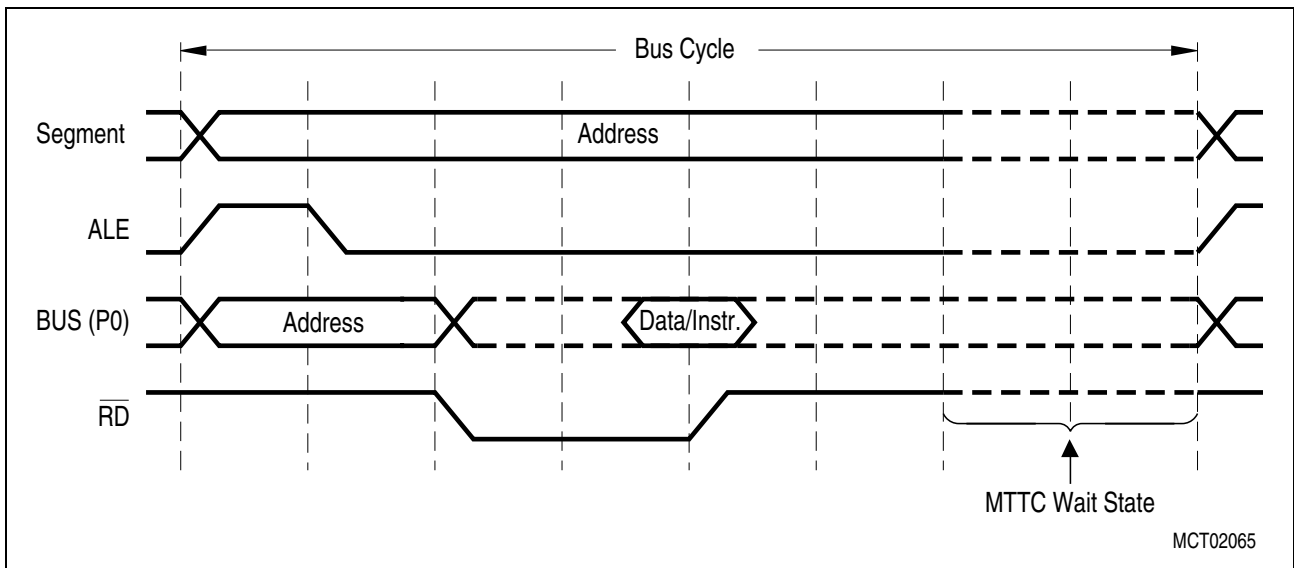 Bus Cycle
Segment
Address
ALE
BUS (P0)
Address
Data/Instr.
RD
MTTC Wait State
MCT02065